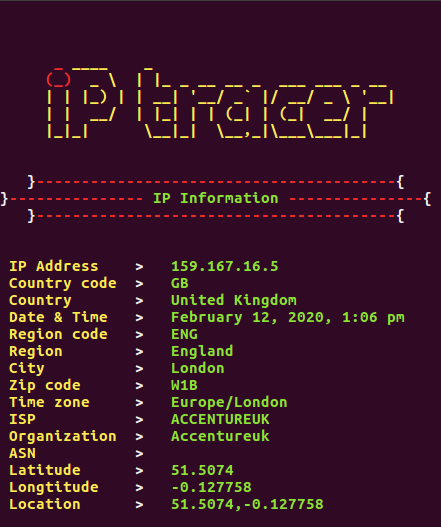 ip tracer
}----------------------------------------{
}--------------- IP Information ---------------{
}----------------------------------------{
IP Address > 159.167.16.5
Country code > GB
Country > United Kingdom
Date & Time > February 12, 2020, 1:06 pm
Region code > ENG
Region > England
City > London
Zip code > W1B
Time zone > Europe/London
ISP > ACCENTUREUK
Organization > Accentureuk
ASN >
Latitude > 51.5074
Longtitude > -0.127758
Location > 51.5074,-0.127758